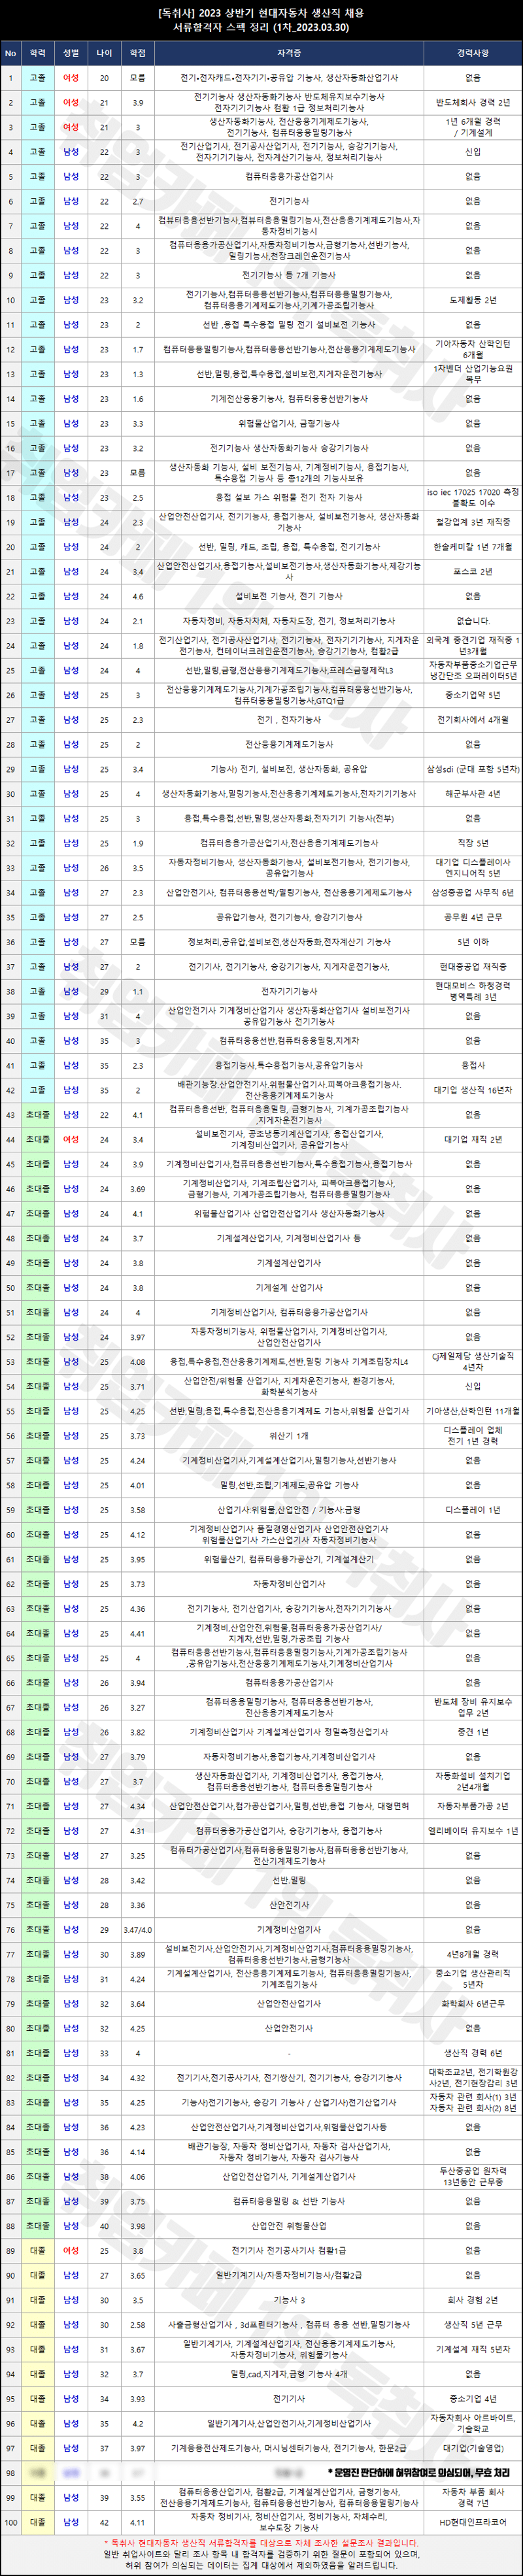 [독취사] 2023 상반기 현대자동차 생산직 채용
서류합격자 스펙 정리 (1차_2023.03.30)
No 학력 성별 나이 학점 자격증 경력사항
1 고졸 여성 20 모름 전기•전자캐드•전자기기•공유압 기능사, 생산자동화산업기사 없음
2 고졸 여성 21 3.9 전기기능사 생산자동화기능사 반도체유지보수기능사 전자기기기능사 컴활 1급 정보처리기능사 반도체회사 경력 2년
3 고졸 여성 21 3 생산자동화기능사, 전산응용기계제도기능사, 전기기능사, 컴퓨터응용밀링기능사 1년 6개월 경력 / 기계설계
4 고졸 남성 22 3 전기산업기사, 전기공사산업기사, 전기기능사, 승강기기능사, 전자기기기능사, 전자계산기기능사, 정보처리기능사 신입
5 고졸 남성 22 3 컴퓨터응용가공산업기사 없음
6 고졸 남성 22 2.7 전기기능사 없음
7 고졸 남성 22 4 컴뷰터응용선반기능사,컴뷰터응용밀링기능사,전산응용기계제도기능사,자동차정비기능시 없음
8 고졸 남성 22 3 컴퓨터응용가공산업기사,자동차정비기능사,금형기능사,선반기능사, 밀링기능사,천장크레인운전기능사 없음
9 고졸 남성 22 3 전기기능사 등 7개 기능사 없음
10 고졸 남성 23 3.2 전기기능사,컴퓨터응용선반기능사,컴퓨터응용밀링기능사, 컴퓨터응용기계제도기능사,기계가공조립기능사 도제활동 2년
11 고졸 남성 23 2 선반 ,용접 특수용접 밀링 전기 설비보전 기능사 없음
12 고졸 남성 23 1.7 컴퓨터응용밀링기능사,컴퓨터응용선반기능사,전산응용기계제도기능사 기아자동차 산학인턴 6개월
13 고졸 남성 23 1.3 선반,밀링,용접,특수용접,설비보전,지게차운전기능사 1차벤더 산업기능요원 복무
14 고졸 남성 23 1.6 기계전산응용기능사, 컴퓨터응용선반기능사 없음
15 고졸 남성 23 3.3 위험물산업기사, 금형기능사 없음
16 고졸 남성 23 3.2 전기기능사 생산자동화기능사 승강기기능사 없음
17 고졸 남성 23 모름 생산자동화 기능사, 설비 보전기능사, 기계정비기능사, 용접기능사, 특수용접 기능사 등 총12개의 기능사보유 없음
18 고졸 남성 23 2.5 용접 설보 가스 위험물 전기 전자 기능사 iso iec 17025 17020 측정불확도 이수
19 고졸 남성 24 2.3 산업안전산업기사, 전기기능사, 용접기능사, 설비보전기능사, 생산자동화기능사 철강업계 3년 재직중
20 고졸 남성 24 2 선반, 밀링, 캐드, 조립, 용접, 특수용접, 전기기능사 한솔케미칼 1년 7개월
21 고졸 남성 24 3.4 산업안전산업기사,용접기능사,설비보전기능사,생산자동화기능사,제강기능사 포스코 2년
22 고졸 남성 24 4.6 설비보전 기능사, 전기 기능사 없음
23 고졸 남성 24 2.1 자동차정비, 자동차차체, 자동차도장, 전기, 정보처리기능사 없습니다.
24 고졸 남성 24 1.8 전기산업기사, 전기공사산업기사, 전기기능사, 전자기기기능사, 지게차운전기능사, 컨테이너크레인운전기능사, 승강기기능사, 컴활2급 외국계 중견기업 재직중 1년3개월
25 고졸 남성 24 4 선반,밀링,금형,전산응용기계제도기능사,프레스금형제작L3 자동차부품중소기업근무 냉간단조 오퍼레이터5년
26 고졸 남성 25 3 전산응용기계제도기능사,기계가공조립기능사,컴퓨터응용선반기능사, 컴퓨터응용밀링기능사,GTQ1급 중소기업약 5년
27 고졸 남성 25 2.3 전기 , 전자기능사 전기회사에서 4개월
28 고졸 남성 25 2 전산응용기계제도기능사 없음
29 고졸 남성 25 3.4 기능사) 전기, 설비보전, 생산자동화, 공유압 삼성sdi (군대 포함 5년차)
30 고졸 남성 25 4 생산자동화기능사,밀링기능사,전산응용기계제도기능사,전자기기기능사 해군부사관 4년
31 고졸 남성 25 3 용접,특수용접,선반,밀링,생산자동화,전자기기 기능사(전부) 없음
32 고졸 남성 25 1.9 컴퓨터응용가공산업기사,전산응용기계제도기능사 직장 5년
33 고졸 남성 26 3.5 자동차정비기능사, 생산자동화기능사, 설비보전기능사, 전기기능사, 공유압기능사 대기업 디스플레이사 엔지니어직 5년
34 고졸 남성 27 2.3 산업안전기사, 컴퓨터응용선박/밀링기능사, 전산응용기계제도기능사 삼성중공업 사무직 6년
35 고졸 남성 27 2.5 공유압기능사, 전기기능사, 승강기기능사 공무원 4년 근무
36 고졸 남성 27 모름 정보처리,공유압,설비보전,생산자동화,전자계산기 기능사 5년 이하
37 고졸 남성 27 2 전기기사, 전기기능사, 승강기기능사, 지게차운전기능사, 현대중공업 재직중
38 고졸 남성 29 1.1 전자기기기능사 현대모비스 하청경력 병역특례 3년
39 고졸 남성 31 4 산업안전기사 기계정비산업기사 생산자동화산업기사 설비보전기사 공유압기능사 전기기능사 없음
40 고졸 남성 35 3 컴퓨터응용선반,컴퓨터응용밀링,지게차 없음
41 고졸 남성 35 2.3 용접기능사,특수용접기능사,공유압기능사 용접사
42 고졸 남성 35 2 배관기능장.산업안전기사.위험물산업기사.피복아크용접기능사. 전산응용기계제도기능사 대기업 생산직 16년차
43 초대졸 남성 22 4.1 컴퓨터응용선반, 컴퓨터응용밀링, 금형기능사, 기계가공조립기능사 ,지게차운전기능사 없음
44 초대졸 여성 24 3.4 설비보전기사, 공조냉동기계산업기사, 용접산업기사, 기계정비산업기사, 공유압기능사 대기업 재직 2년
45 초대졸 남성 24 3.9 기계정비산업기사,컴퓨터응용선반기능사,특수용접기능사,용접기능사 없음
46 초대졸 남성 24 3.69 기계정비산업기사, 기계조립산업기사, 피복아크용접기능사, 금형기능사, 기계가공조립기능사, 컴퓨터응용밀링기능사 없음
47 초대졸 남성 24 4.1 위험물산업기사 산업안전산업기사 생산자동화기능사 없음
48 초대졸 남성 24 3.7 기계설계산업기사, 기계정비산업기사 등 없음
49 초대졸 남성 24 3.8 기계설계산업기사 없음
50 초대졸 남성 24 3.8 기계설계 산업기사 없음
51 초대졸 남성 24 4 기계정비산업기사, 컴퓨터응용가공산업기사 없음
52 초대졸 남성 24 3.97 자동차정비기능사, 위험물산업기사, 기계정비산업기사, 산업안전산업기사 없음
53 초대졸 남성 25 4.08 용접,특수용접,전산응용기계제도,선반,밀링 기능사 기계조립장치L4 Cj제일제당 생산기술직 4년차
54 초대졸 남성 25 3.71 산업안전/위험물 산업기사, 지게차운전기능사, 환경기능사, 화학분석기능사 신입
55 초대졸 남성 25 4.25 선반,밀링,용접,특수용접,전산응용기계제도 기능사,위험물 산업기사 기아생산,산학인턴 11개월
56 초대졸 남성 25 3.73 위산기 1개 디스플레이 업체 전기 1년 경력
57 초대졸 남성 25 4.24 기계정비산업기사,기계설계산업기사,밀링기능사,선반기능사 없음
58 초대졸 남성 25 4.01 밀링,선반,조립,기계제도,공유압 기능사 없음
59 초대졸 남성 25 3.58 산업기사:위험물,산업안전 / 기능사:금형 디스플레이 1년
60 초대졸 남성 25 4.12 기계정비산업기사 품질경영산업기사 산업안전산업기사 위험물산업기사 가스산업기사 자동차정비기능사 없음
61 초대졸 남성 25 3.95 위험물산기, 컴퓨터응용가공산기, 기계설계산기 없음
62 초대졸 남성 25 3.73 자동차정비산업기사 없음
63 초대졸 남성 25 4.36 전기기능사, 전기산업기사, 승강기기능사,전자기기기능사 없음
64 초대졸 남성 25 4.41 기계정비,산업안전,위험물,컴퓨터응용가공산업기사/ 지게차,선반,밀링,가공조립 기능사 없음
65 초대졸 남성 25 4 컴퓨터응용선반기능사,컴퓨터응용밀링기능사,기계가공조립기능사 ,공유압기능사,전산응용기계제도기능사,기계정비산업기사 없음
66 초대졸 남성 26 3.94 컴퓨터응용가공산업기사 없음
67 초대졸 남성 26 3.27 컴퓨터응용밀링기능사, 컴퓨터응용선반기능사, 전산응용기계제도기능사 반도체 장비 유지보수 업무 2년
68 초대졸 남성 26 3.82 기계정비산업기사 기계설계산업기사 정밀측정산업기사 중견 1년
69 초대졸 남성 27 3.79 자동차정비기능사,용접기능사,기계정비산업기사 없음
70 초대졸 남성 27 3.7 생산자동화산업기사, 기계정비산업기사, 용접기능사, 컴퓨터응용선반기능사, 컴퓨터응용밀링기능사 자동화설비 설치기업 2년4개월
71 초대졸 남성 27 4.34 산업안전산업기사,컴가공산업기사,밀링,선반,용접 기능사, 대형면허 자동차부품가공 2년
72 초대졸 남성 27 4.31 컴퓨터응용가공산업기사, 승강기기능사, 용접기능사 엘리베이터 유지보수 1년
73 초대졸 남성 27 3.25 컴퓨터가공산업기사,컴퓨터응용밀링기능사,컴퓨터응용선반기능사, 전산기계제도기능사 없음
74 초대졸 남성 28 3.42 선반.밀링 없음
75 초대졸 남성 28 3.36 산안전기사 없음
76 초대졸 남성 29 3.47/4.0 기계정비산업기사 없음
77 초대졸 남성 30 3.89 설비보전기사,산업안전기사,기계정비산업기사,컴퓨터응용밀링기능사, 컴퓨터응용선반기능사,금형기능사 4년8개월 경력
78 초대졸 남성 31 4.24 기계설계산업기사, 전산응용기계제도기능사, 컴퓨터응용밀링기능사, 기계조립기능사 중소기업 생산관리직 5년차
79 초대졸 남성 32 3.64 산업안전산업기사 화학회사 6년근무
80 초대졸 남성 32 4.25 산업안전기사 없음
81 초대졸 남성 33 4 - 생산직 경력 6년
82 초대졸 남성 34 4.32 전기기사,전기공사기사, 전기쌍산기, 전기기능사, 승강기기능사 대학조교2년, 전기학원강사2년, 전기현장감리 3년
83 초대졸 남성 35 4.25 기능사)전기기능사, 승강기 기능사 / 산업기사)전기산업기사 자동차 관련 회사(1) 3년 자동차 관련 회사(2) 8년
84 초대졸 남성 36 4.23 산업안전산업기사,기계정비산업기사,위험물산업기사등 없음
85 초대졸 남성 36 4.14 배관기능장, 자동차 정비산업기사, 자동차 검사산업기사, 자동차 정비기능사, 자동차 검사기능사 없음
86 초대졸 남성 38 4.06 산업안전산업기사, 기계설계산업기사 두산중공업 원자력 13년동안 근무중
87 초대졸 남성 39 3.75 컴퓨터응용밀링 & 선반 기능사 없음
88 초대졸 남성 40 3.98 산업안전 위험물산업 없음
89 대졸 여성 25 3.8 전기기사 전기공사기사 컴활1급 없음
90 대졸 남성 27 3.65 일반기계기사/자동차정비기능사/컴활2급 없음
91 대졸 남성 30 3.5 기능사 3 회사 경험 2년
92 대졸 남성 30 2.58 사출금형산업기사 , 3d프린터기능사 , 컴퓨터 응용 선반,밀링기능사 생산직 5년 근무
93 대졸 남성 31 3.67 일반기계기사, 기계설계산업기사, 전산응용기계제도기능사, 자동차정비기능사, 위험물기능사 기계설계 재직 5년차
94 대졸 남성 32 3.7 밀링,cad,지게차,금형 기능사 4개 없음
95 대졸 남성 34 3.93 전기기사 중소기업 4년
96 대졸 남성 35 4.2 일반기계기사,산업안전기사,기계정비산업기사 자동차회사 아르바이트, 기술학교
97 대졸 남성 37 3.97 기계응용전산제도기능사, 머시닝센터기능사, 전기기능사, 한문2급 대기업(기술영업)
98 * 운영진 판단하에 허위참여로 의심되며, 무효 처리
99 대졸 남성 39 3.55 컴퓨터응용산업기사, 컴활2급, 기계설계산업기사, 금형기능사, 전산응용기계제도기능사, 컴퓨터응용선반기능사, 컴퓨터응용밀링기능사 자동차 부품 회사 경력 7년
100 대졸 남성 42 4.11 자동차 정비기사, 정비산업기사, 정비기능사, 차체수리, 보수도장 기능사 HD현대인프라코어
* 독취사 현대자동차 생산직 서류합격자를 대상으로 자체 조사한 설문조사 결과입니다.
일반 취업사이트와 달리 조사 항목 내 합격자를 검증하기 위한 질문이 포함되어 있으며,
허위 참여가 의심되는 데이터는 집계 대상에서 제외하였음을 알려드립니다.